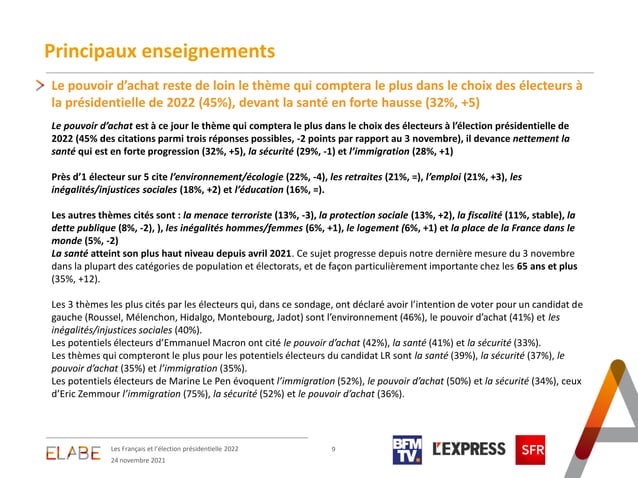 Principaux enseignements
Le pouvoir d'achat reste de loin le thème qui comptera le plus dans le choix des électeurs à
la présidentielle de 2022 (45%), devant la santé en forte hausse (32%, +5)
Le pouvoir d'achat est à ce jour le thème qui comptera le plus dans le choix des électeurs à l'élection présidentielle de
2022 (45% des citations parmi trois réponses possibles, -2 points par rapport au 3 novembre), il devance nettement la
santé qui est en forte progression (32%, +5), la sécurité (29%, -1) et l'immigration (28%, +1)
Près d'1 électeur sur 5 cite l'environnement/écologie (22%, -4), les retraites (21%, =), l'emploi (21%, +3), les
inégalités/injustices sociales (18%, +2) et l'éducation (16%, =).
Les autres thèmes cités sont : la menace terroriste (13%, -3), la protection sociale (13%, +2), la fiscalité (11%, stable), la
dette publique (8%, -2), ), les inégalités hommes/femmes (6%, +1), le logement (6%, +1) et la place de la France dans le
monde (5%, -2)
La santé atteint son plus haut niveau depuis avril 2021. Ce sujet progresse depuis notre dernière mesure du 3 novembre
dans la plupart des catégories de population et électorats, et de façon particulièrement importante chez les 65 ans et plus
(35%, +12).
Les 3 thèmes les plus cités par les électeurs qui, dans ce sondage, ont déclaré avoir l'intention de voter pour un candidat de
gauche (Roussel, Mélenchon, Hidalgo, Montebourg, Jadot) sont l'environnement (46%), le pouvoir d'achat (41%) et les
inégalités/injustices sociales (40%).
Les potentiels électeurs d'Emmanuel Macron ont cité le pouvoir d'achat (42%), la santé (41%) et la sécurité (33%).
Les thèmes qui compteront le plus pour les potentiels électeurs du candidat LR sont la santé (39%), la sécurité (37%), le
pouvoir d'achat (35%) et l'immigration (35%).
Les potentiels électeurs de Marine Le Pen évoquent l'immigration (52%), le pouvoir d'achat (50%) et la sécurité (34%), ceux
d'Eric Zemmour l'immigration (75%), la sécurité (52%) et le pouvoir d'achat (36%).
ELABE
Les Français et l'élection présidentielle 2022
24 novembre 2021
9
BFM
TV.
L'EXPRESS
SFR